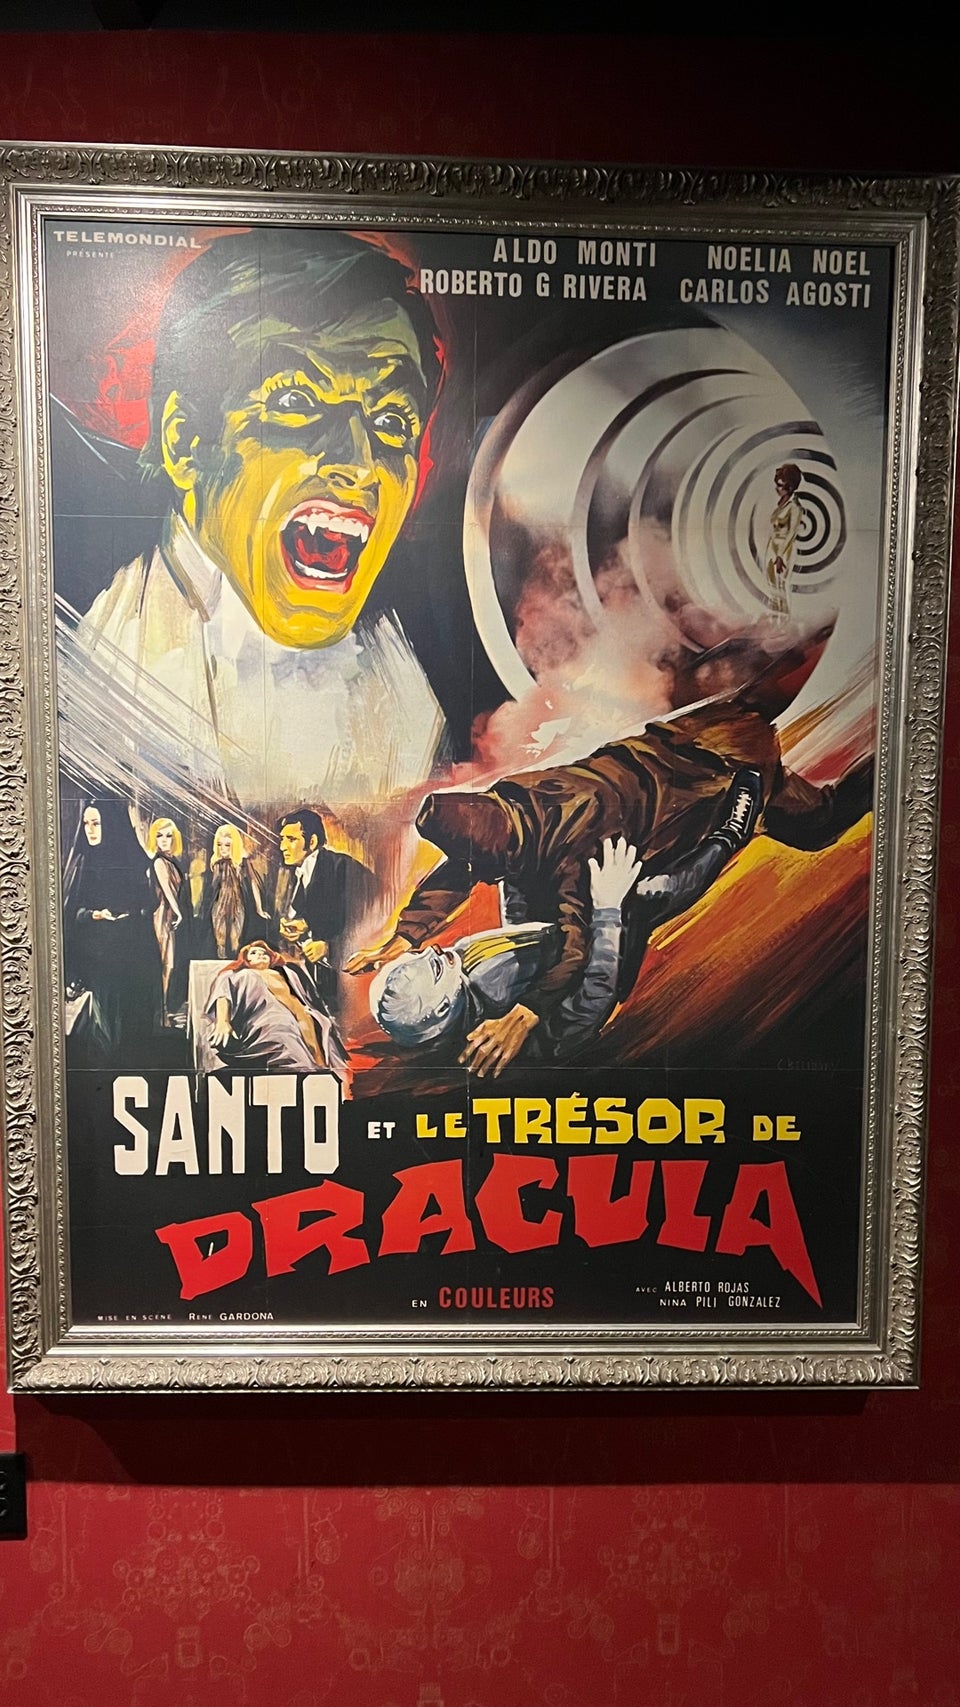 TELEMONDIAL
PRÉSENTE
ALDO MONTI NOELIA NOEL
ROBERTO G RIVERA CARLOS AGOSTI
SANTO ET LE TRÉSOR DE
DRACULA
EN COULEURS
AVEC ALBERTO ROJAS
NINA PILI GONZALEZ
MISE EN SCENE RENE GARDONA